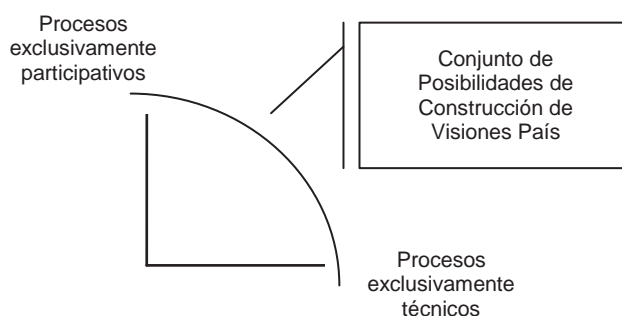 Procesos
exclusivamente
participativos
Conjunto de
Posibilidades de
Construcción de
Visiones País
Procesos
exclusivamente
técnicos